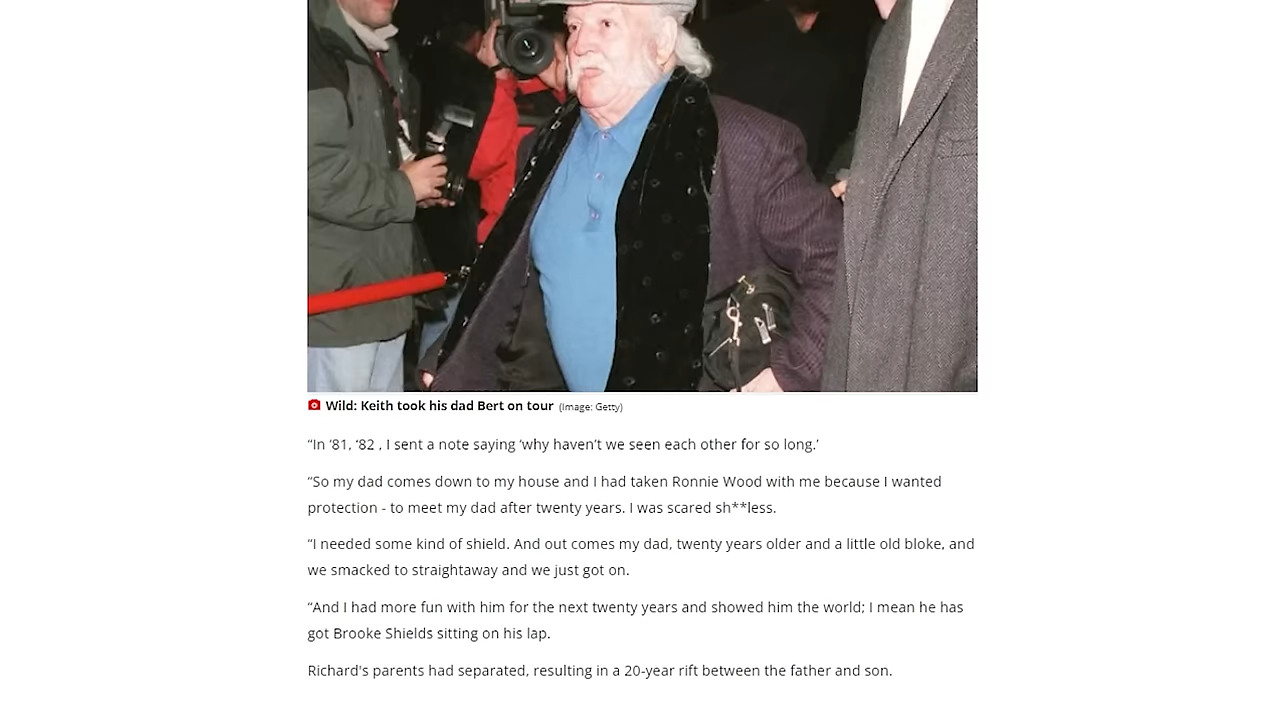 Wild: Keith took his dad Bert on tour (Image: Getty)
“In ‘81, ‘82 , I sent a note saying ‘why haven’t we seen each other for so long.’
“So my dad comes down to my house and I had taken Ronnie Wood with me because I wanted
protection - to meet my dad after twenty years. I was scared sh**less.
“I needed some kind of shield. And out comes my dad, twenty years older and a little old bloke, and
we smacked to straightaway and we just got on.
“And I had more fun with him for the next twenty years and showed him the world; I mean he has
got Brooke Shields sitting on his lap.
Richard's parents had separated, resulting in a 20-year rift between the father and son.